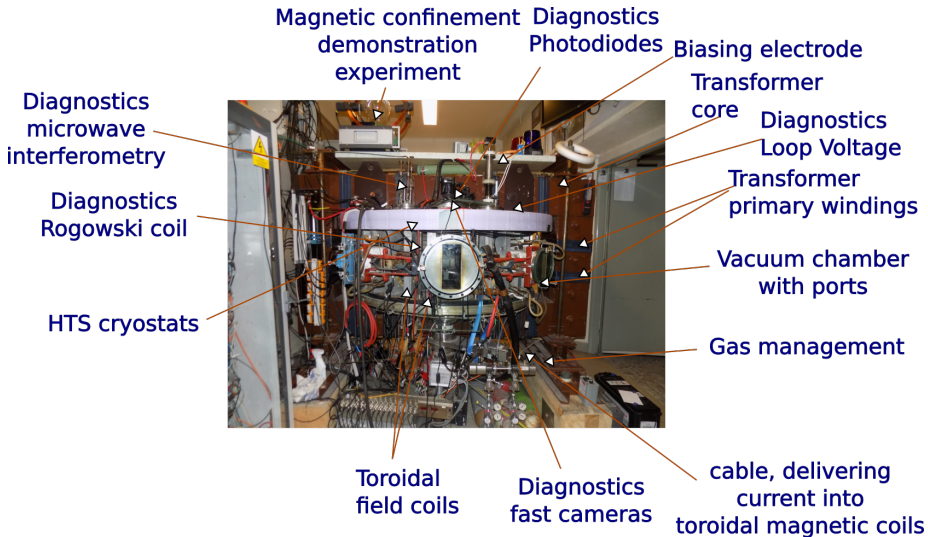 Magnetic confinement
demonstration
experiment
Diagnostics
Photodiodes
Biasing electrode
Transformer
core
Diagnostics
microwave
interferometry
Diagnostics
Loop Voltage
Transformer
primary windings
Diagnostics
Rogowski coil
Vacuum chamber
with ports
HTS cryostats
Gas management
Toroidal
field coils
Diagnostics
fast cameras
cable, delivering
current into
toroidal magnetic coils